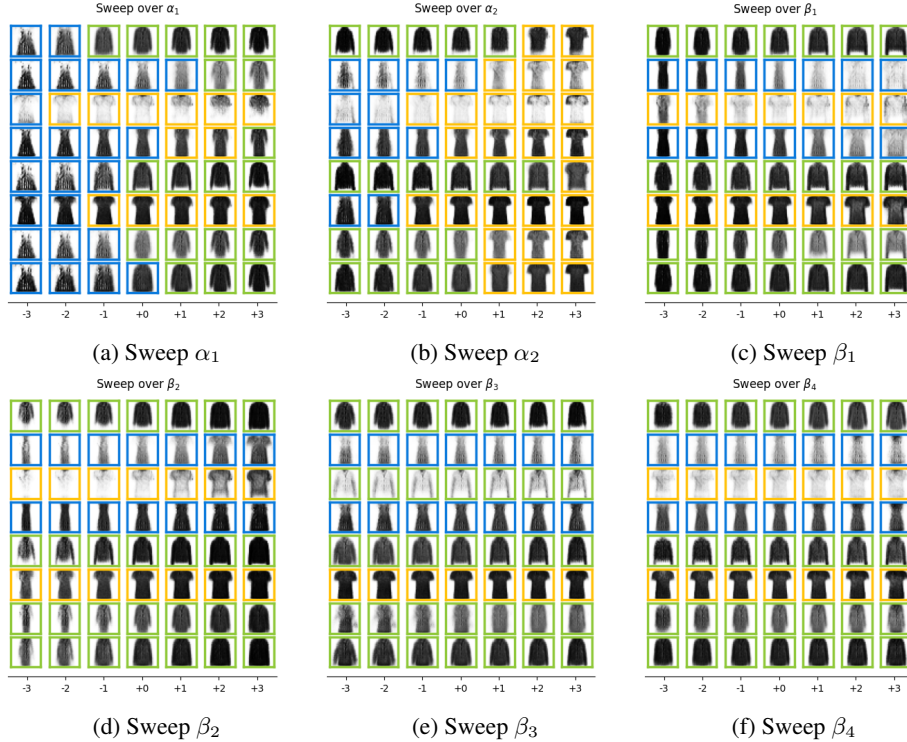 Sweep over α₁
Sweep over α₂
Sweep over β₁
-3 -2 -1 +0 +1 +2 +3
-3 -2 -1 +0 +1 +2 +3
-3 -2 -1 +0 +1 +2 +3
(a) Sweep α₁
(b) Sweep α₂
(c) Sweep β₁
Sweep over β₂
Sweep over β₃
Sweep over β₄
-3 -2 -1 +0 +1 +2 +3
-3 -2 -1 +0 +1 +2 +3
-3 -2 -1 +0 +1 +2 +3
(d) Sweep β₂
(e) Sweep β₃
(f) Sweep β₄